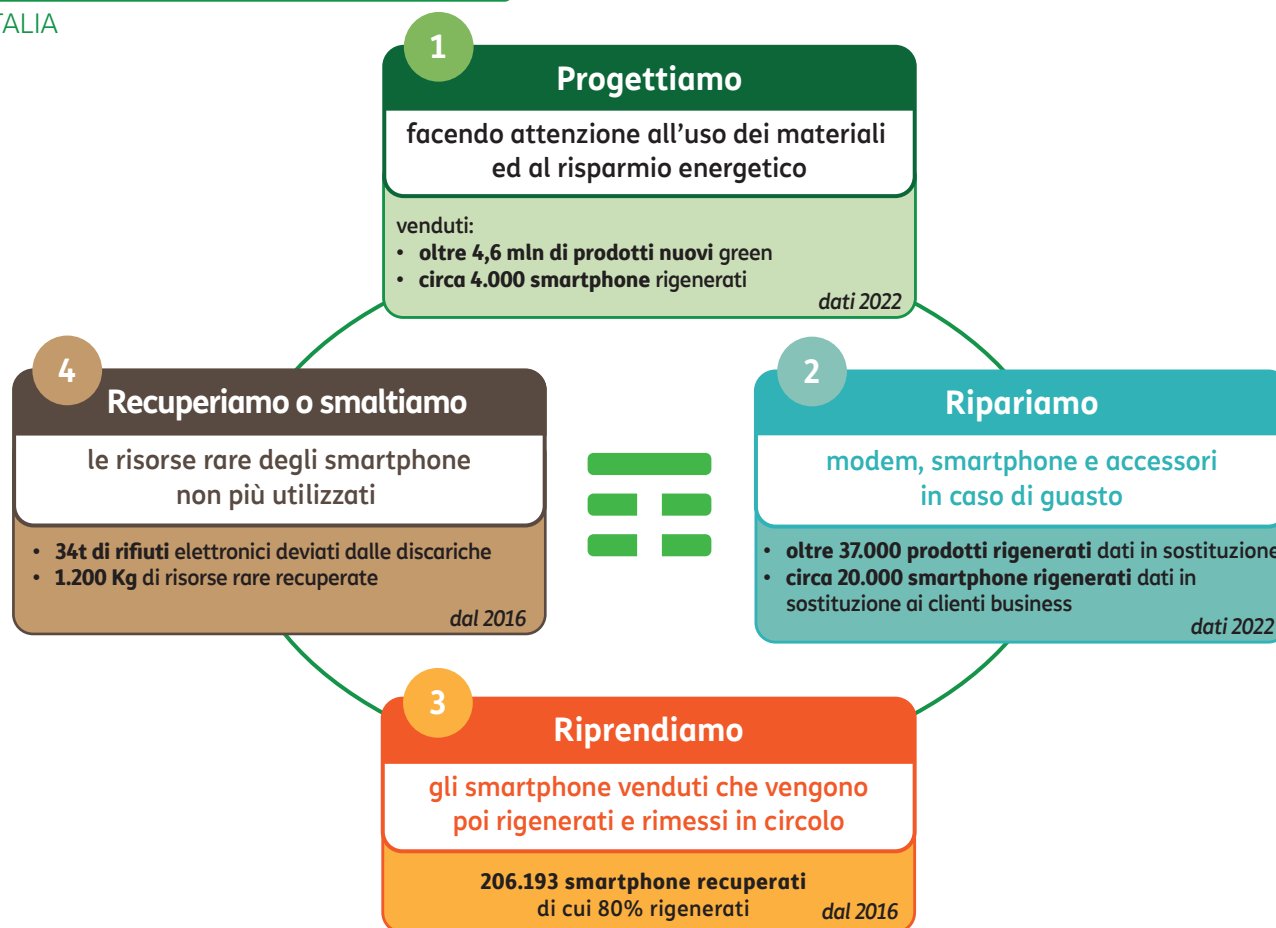 TALIA
1
Progettiamo
facendo attenzione all’uso dei materiali
ed al risparmio energetico
venduti:
• oltre 4,6 mln di prodotti nuovi green
• circa 4.000 smartphone rigenerati
dati 2022
2
Ripariamo
modem, smartphone e accessori
in caso di guasto
• oltre 37.000 prodotti rigenerati dati in sostituzione
• circa 20.000 smartphone rigenerati dati in
sostituzione ai clienti business
dati 2022
3
Riprendiamo
gli smartphone venduti che vengono
poi rigenerati e rimessi in circolo
206.193 smartphone recuperati
di cui 80% rigenerati
dal 2016
4
Recuperiamo o smaltiamo
le risorse rare degli smartphone
non più utilizzati
• 34t di rifiuti elettronici deviati dalle discariche
• 1.200 Kg di risorse rare recuperate
dal 2016